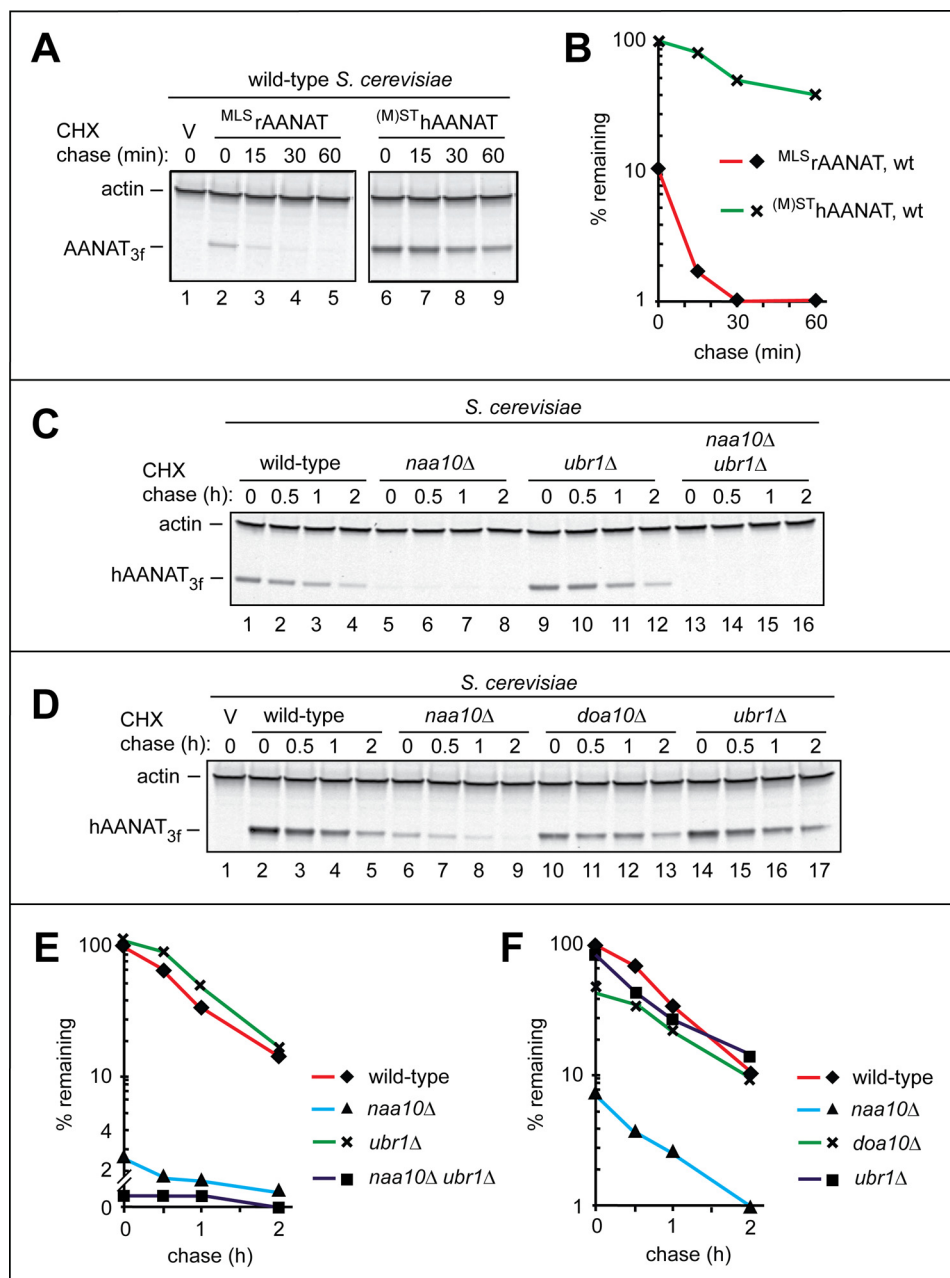 A
wild-type S. cerevisiae
CHX V MLSrAANAT (M)SThAANAT
chase (min): 0 0 15 30 60 0 15 30 60
actin
AANAT3f
1 2 3 4 5 6 7 8 9
B
100
10
1
% remaining
MLSrAANAT, wt
(M)SThAANAT, wt
0 30 60
chase (min)
C
S. cerevisiae
naa10Δ
CHX wild-type naa10Δ ubr1Δ ubr1Δ
chase (h): 0 0.5 1 2 0 0.5 1 2 0 0.5 1 2 0 0.5 1 2
actin
hAANAT3f
1 2 3 4 5 6 7 8 9 10 11 12 13 14 15 16
D
S. cerevisiae
CHX V wild-type naa10Δ doa10Δ ubr1Δ
chase (h): 0 0 0.5 1 2 0 0.5 1 2 0 0.5 1 2 0 0.5 1 2
actin
hAANAT3f
1 2 3 4 5 6 7 8 9 10 11 12 13 14 15 16 17
E
100
10
4
2
0
% remaining
wild-type
naa10Δ
ubr1Δ
naa10Δ ubr1Δ
0 1 2
chase (h)
F
100
10
1
% remaining
wild-type
naa10Δ
doa10Δ
ubr1Δ
0 1 2
chase (h)